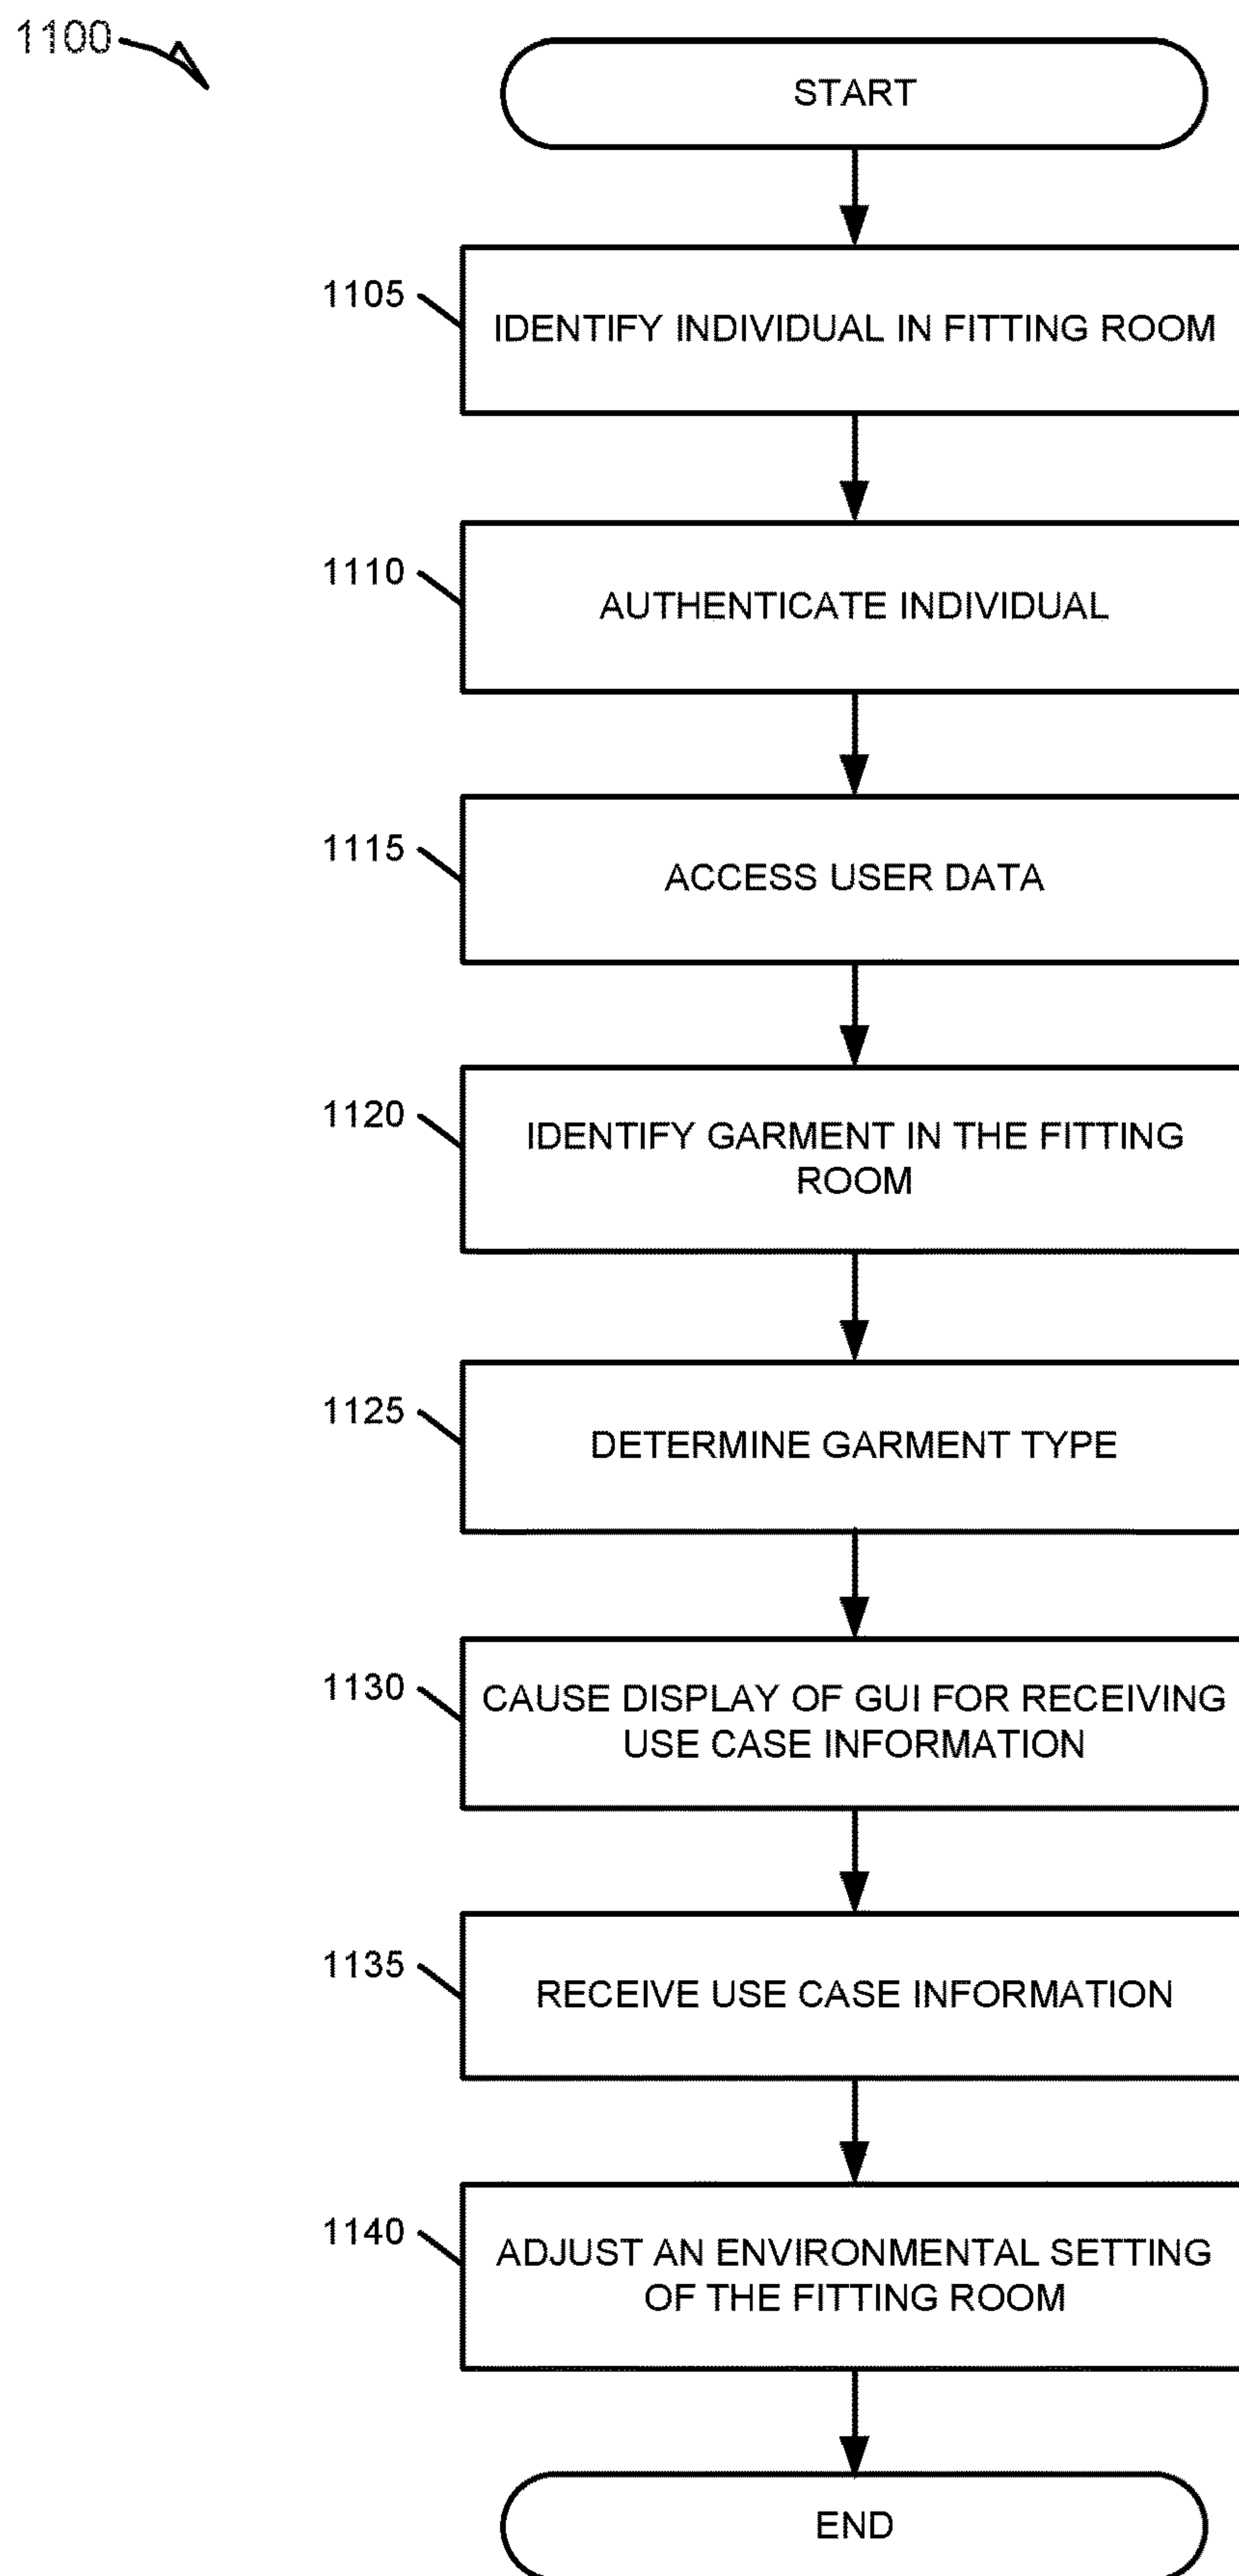 1100
START
1105
IDENTIFY INDIVIDUAL IN FITTING ROOM
1110
AUTHENTICATE INDIVIDUAL
1115
ACCESS USER DATA
1120
IDENTIFY GARMENT IN THE FITTING
ROOM
1125
DETERMINE GARMENT TYPE
1130
CAUSE DISPLAY OF GUI FOR RECEIVING
USE CASE INFORMATION
1135
RECEIVE USE CASE INFORMATION
1140
ADJUST AN ENVIRONMENTAL SETTING
OF THE FITTING ROOM
END